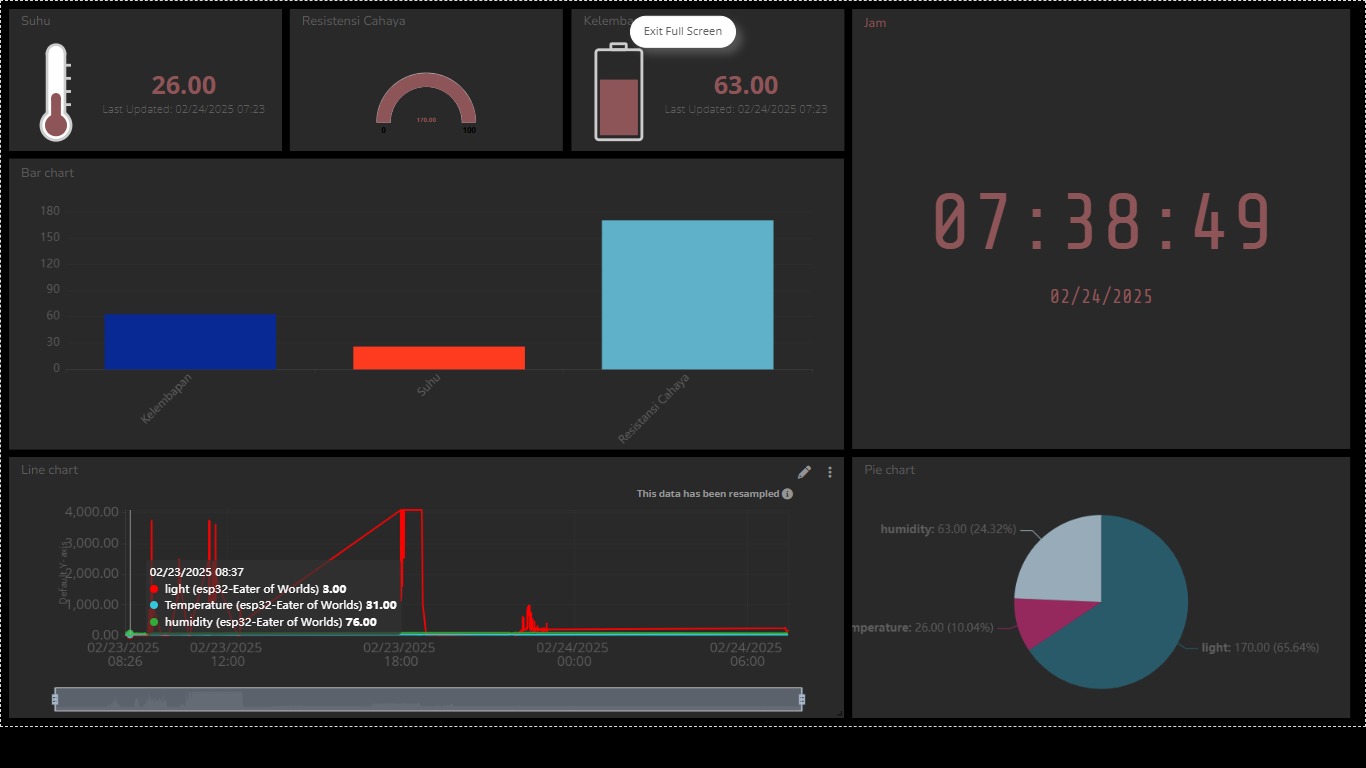 Suhu
26.00
Last Updated: 02/24/2025 07:23
Resistensi Cahaya
170.00
0
100
Kelemba
Exit Full Screen
63.00
Last Updated: 02/24/2025 07:23
Jam
07:38:49
02/24/2025
Bar chart
180
150
120
90
60
30
0
Kelembapan
Suhu
Resistansi Cahaya
Line chart
This data has been resampled
4,000.00
3,000.00
2,000.00
1,000.00
0.00
Default Y-axis
02/23/2025 08:37
light (esp32-Eater of Worlds) 3.00
Temperature (esp32-Eater of Worlds) 31.00
humidity (esp32-Eater of Worlds) 76.00
02/23/2025 02/23/2025 02/23/2025 02/24/2025 02/24/2025
08:26 12:00 18:00 00:00 06:00
Pie chart
humidity: 63.00 (24.32%)
mperature: 26.00 (10.04%)
light: 170.00 (65.64%)